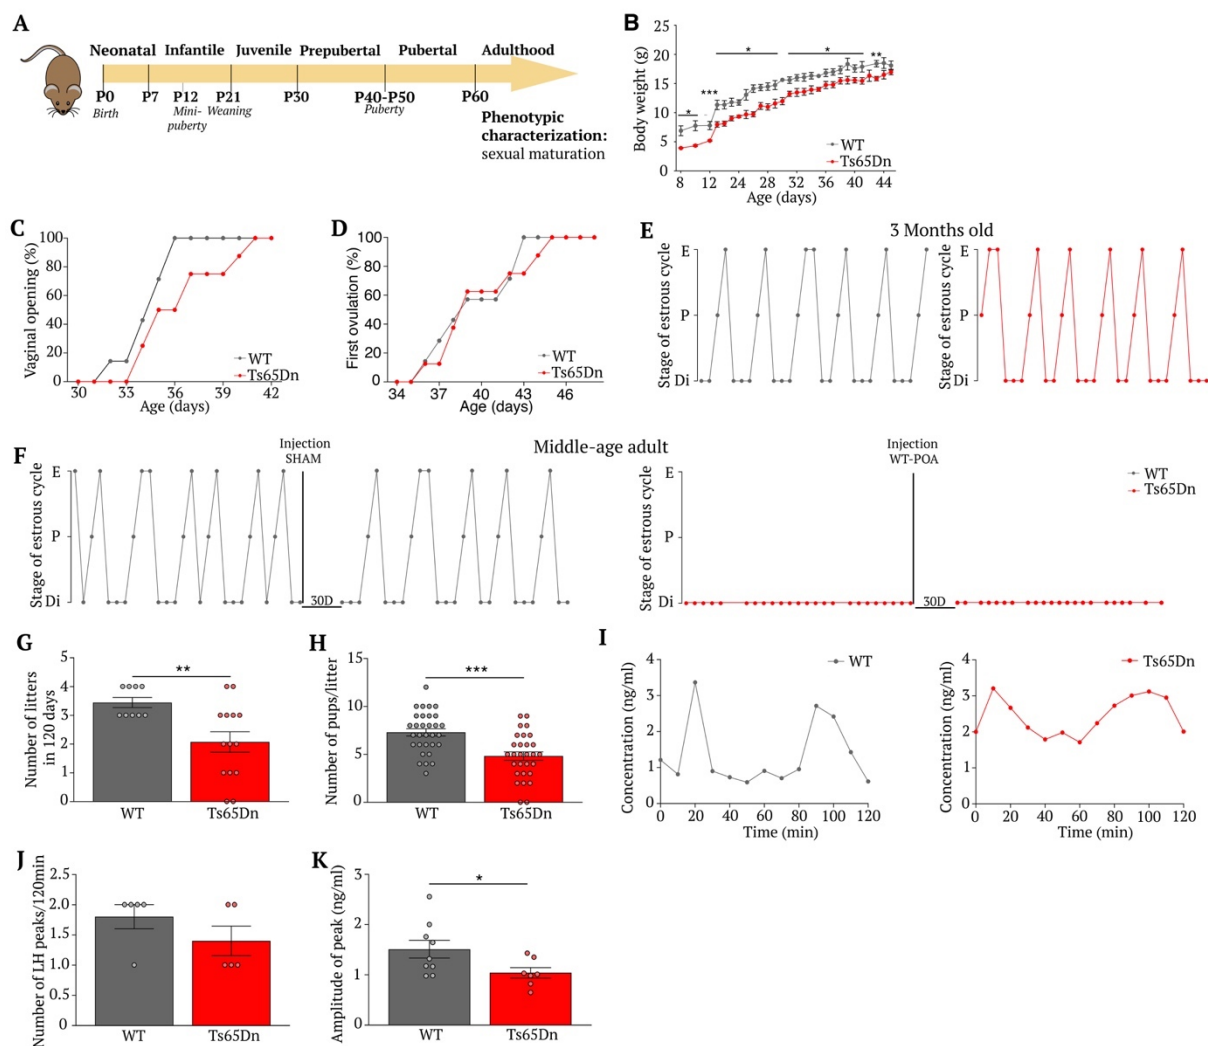 A
Neonatal Infantile Juvenile Prepubertal Pubertal Adulthood
P0 P7 P12 P21 P30 P40-P50 P60
Birth Mini-puberty Weaning Puberty
Phenotypic
characterization:
sexual maturation
B
Body weight (g)
25
20
15
10
5
0
* *** * * **
WT
Ts65Dn
8 12 24 28 32 36 40 44
Age (days)
C
Vaginal opening (%)
100
80
60
40
20
0
WT
Ts65Dn
30 33 36 39 42
Age (days)
D
First ovulation (%)
100
80
60
40
20
0
WT
Ts65Dn
34 37 40 43 46
Age (days)
E
3 Months old
Stage of estrous cycle
E
P
Di
Stage of estrous cycle
E
P
Di
F
Middle-age adult
Injection
SHAM
Stage of estrous cycle
E
P
Di
30D
Injection
WT-POA
Stage of estrous cycle
E
P
Di
30D
WT
Ts65Dn
G
Number of litters
in 120 days
5
4
3
2
1
0
**
WT Ts65Dn
H
Number of pups/litter
15
10
5
0
***
WT Ts65Dn
I
Concentration (ng/ml)
4
3
2
1
0
WT
0 20 40 60 80 100 120
Time (min)
Concentration (ng/ml)
4
3
2
1
0
Ts65Dn
0 20 40 60 80 100 120
Time (min)
J
Number of LH peaks/120min
2.5
2.0
1.5
1.0
0.5
0
WT Ts65Dn
K
Amplitude of peak (ng/ml)
3
2
1
0
*
WT Ts65Dn